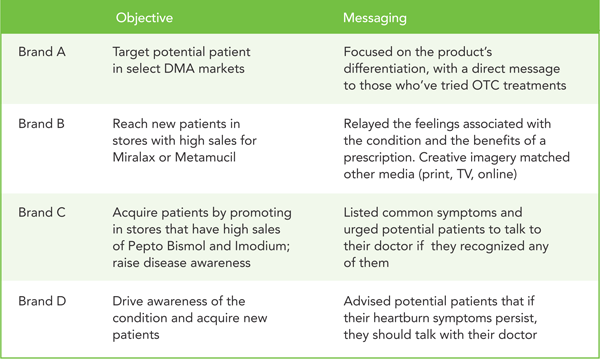 Objective Messaging
Brand A
Target potential patient
in select DMA markets
Focused on the product's
differentiation, with a direct message
to those who've tried OTC treatments
Brand B
Reach new patients in
stores with high sales for
Miralax or Metamucil
Relayed the feelings associated with
the condition and the benefits of a
prescription. Creative imagery matched
other media (print, TV, online)
Brand C
Acquire patients by promoting
in stores that have high sales
of Pepto Bismol and Imodium;
raise disease awareness
Listed common symptoms and
urged potential patients to talk to
their doctor if they recognized any
of them
Brand D
Drive awareness of the
condition and acquire new
patients
Advised potential patients that if
their heartburn symptoms persist,
they should talk with their doctor